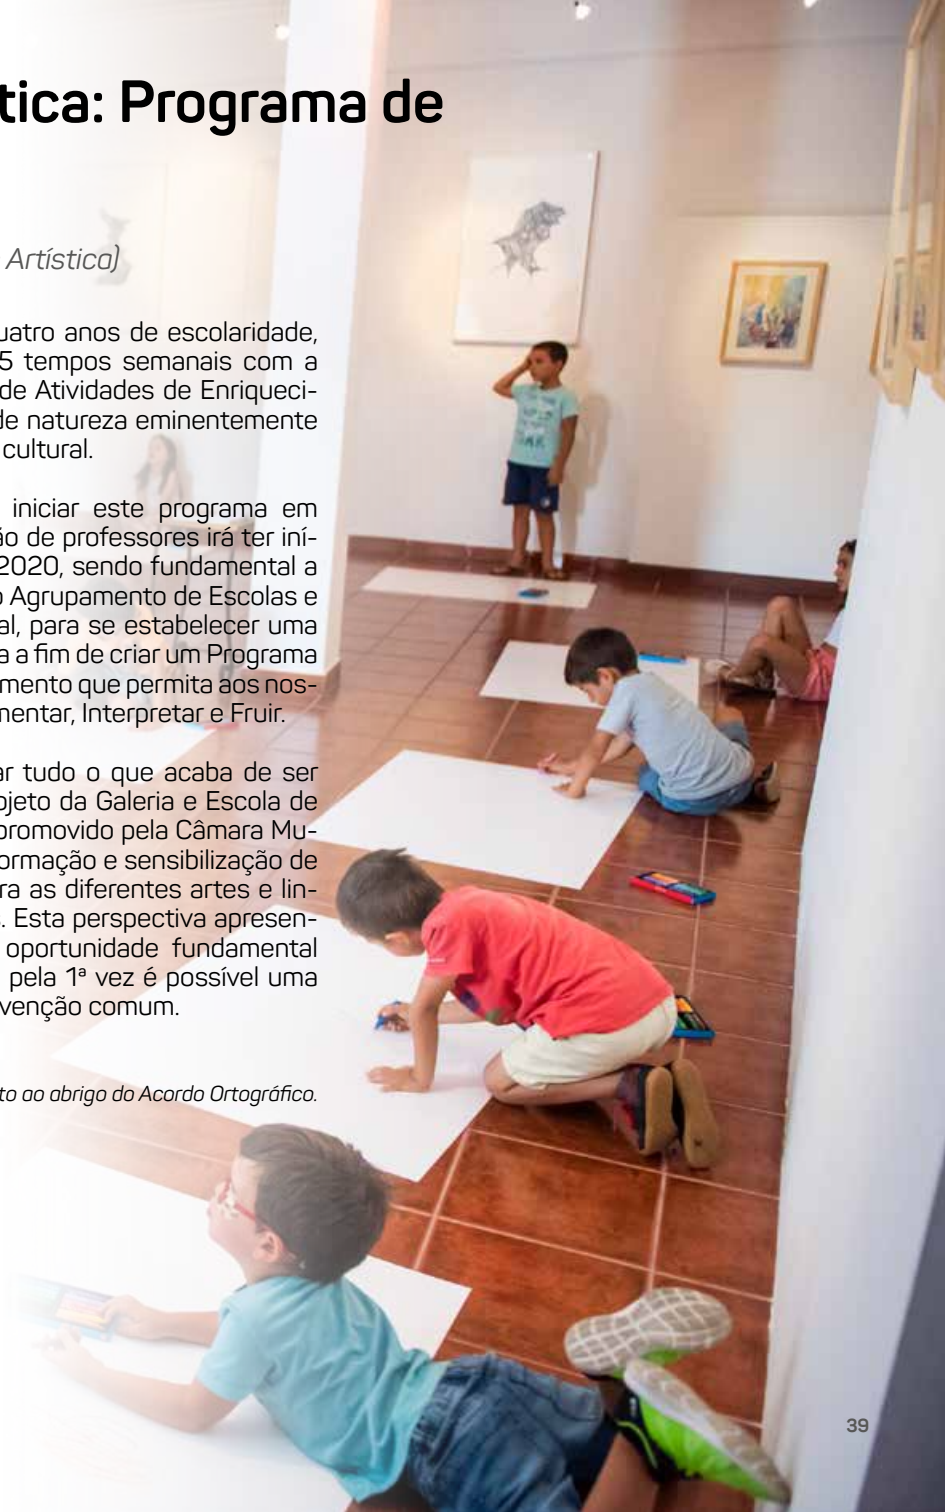 tica: Programa de
Artística)
uatro anos de escolaridade,
5 tempos semanais com a
de Atividades de Enriqueci-
de natureza eminentemente
cultural.
iniciar este programa em
ão de professores irá ter iní-
2020, sendo fundamental a
o Agrupamento de Escolas e
al, para se estabelecer uma
a a fim de criar um Programa
mento que permita aos nos-
mentar, Interpretar e Fruir.
ar tudo o que acaba de ser
ojeto da Galeria e Escola de
promovido pela Câmara Mu-
ormação e sensibilização de
ra as diferentes artes e lin-
. Esta perspectiva apresen-
oportunidade fundamental
pela 1ª vez é possível uma
venção comum.
to ao abrigo do Acordo Ortográfico.
39